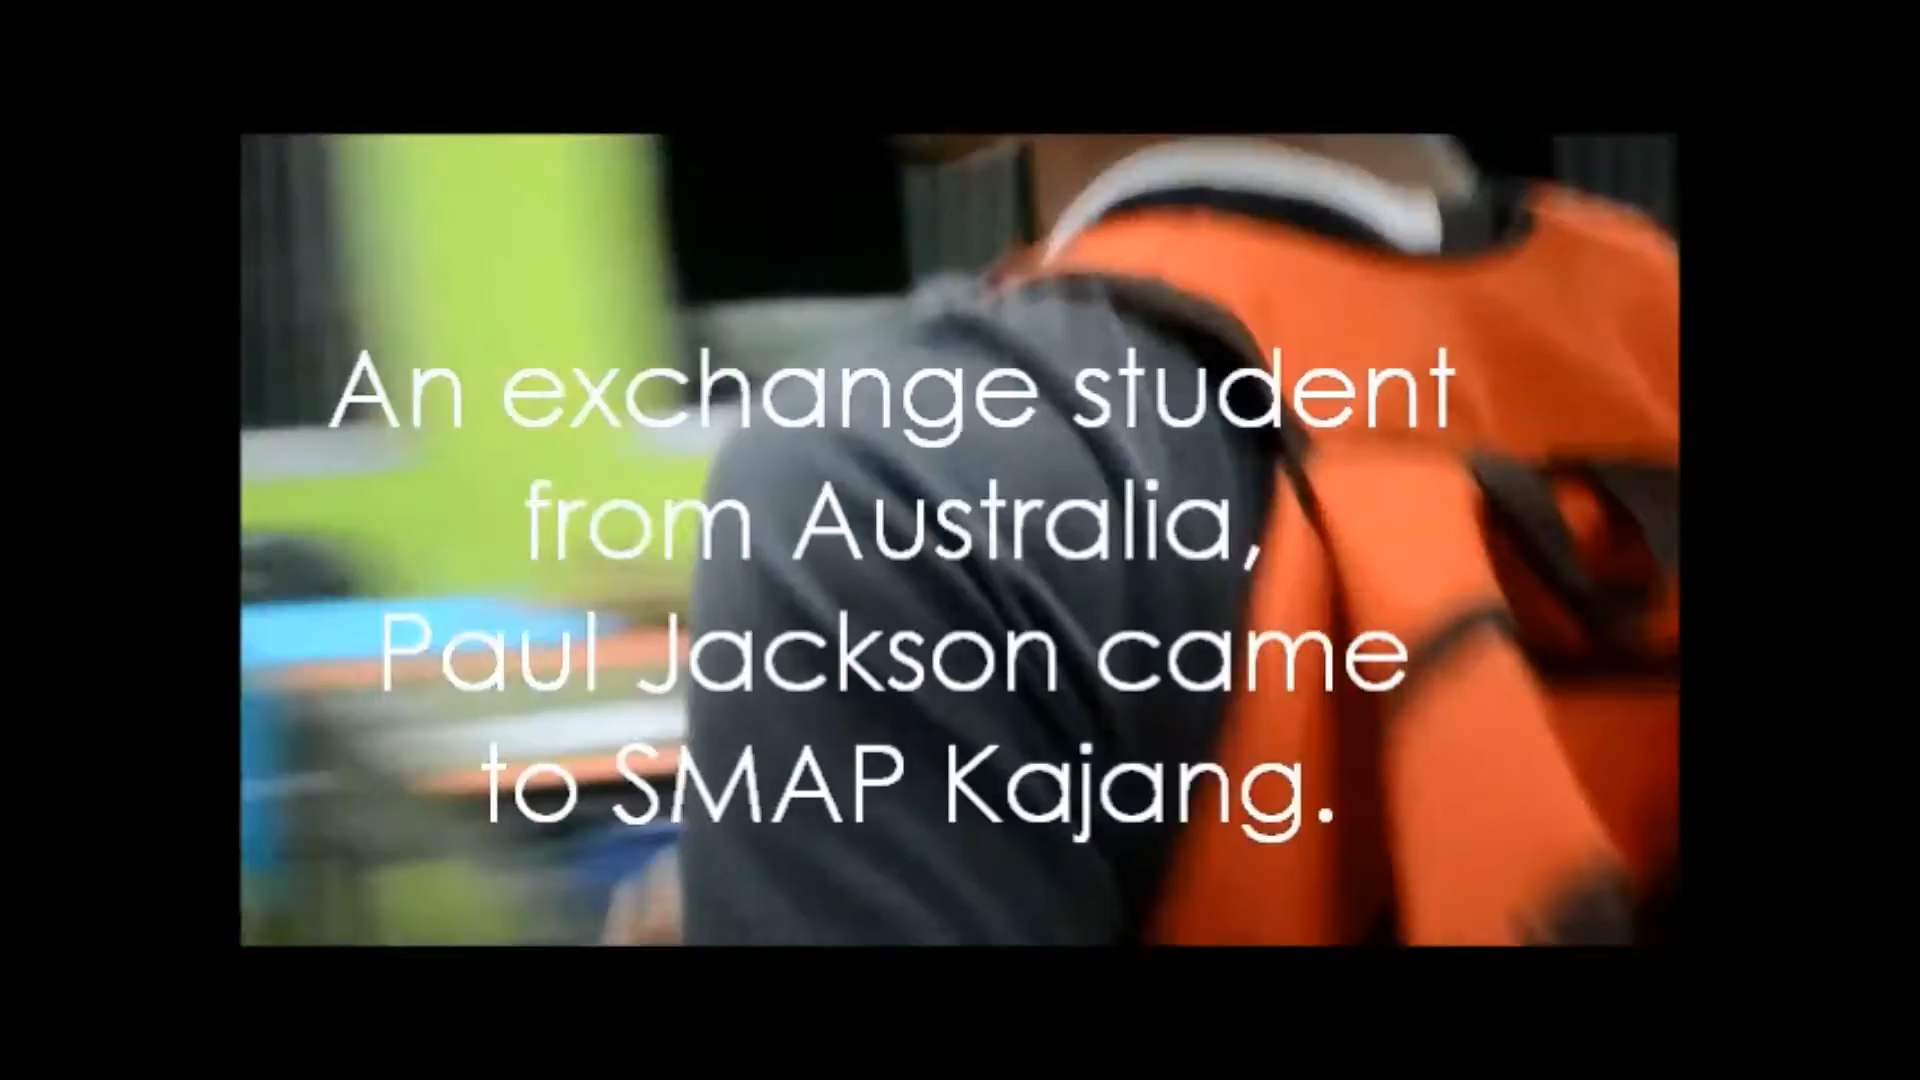 An exchange student
from Australia,
Paul Jackson came
to SMAP Kajang.